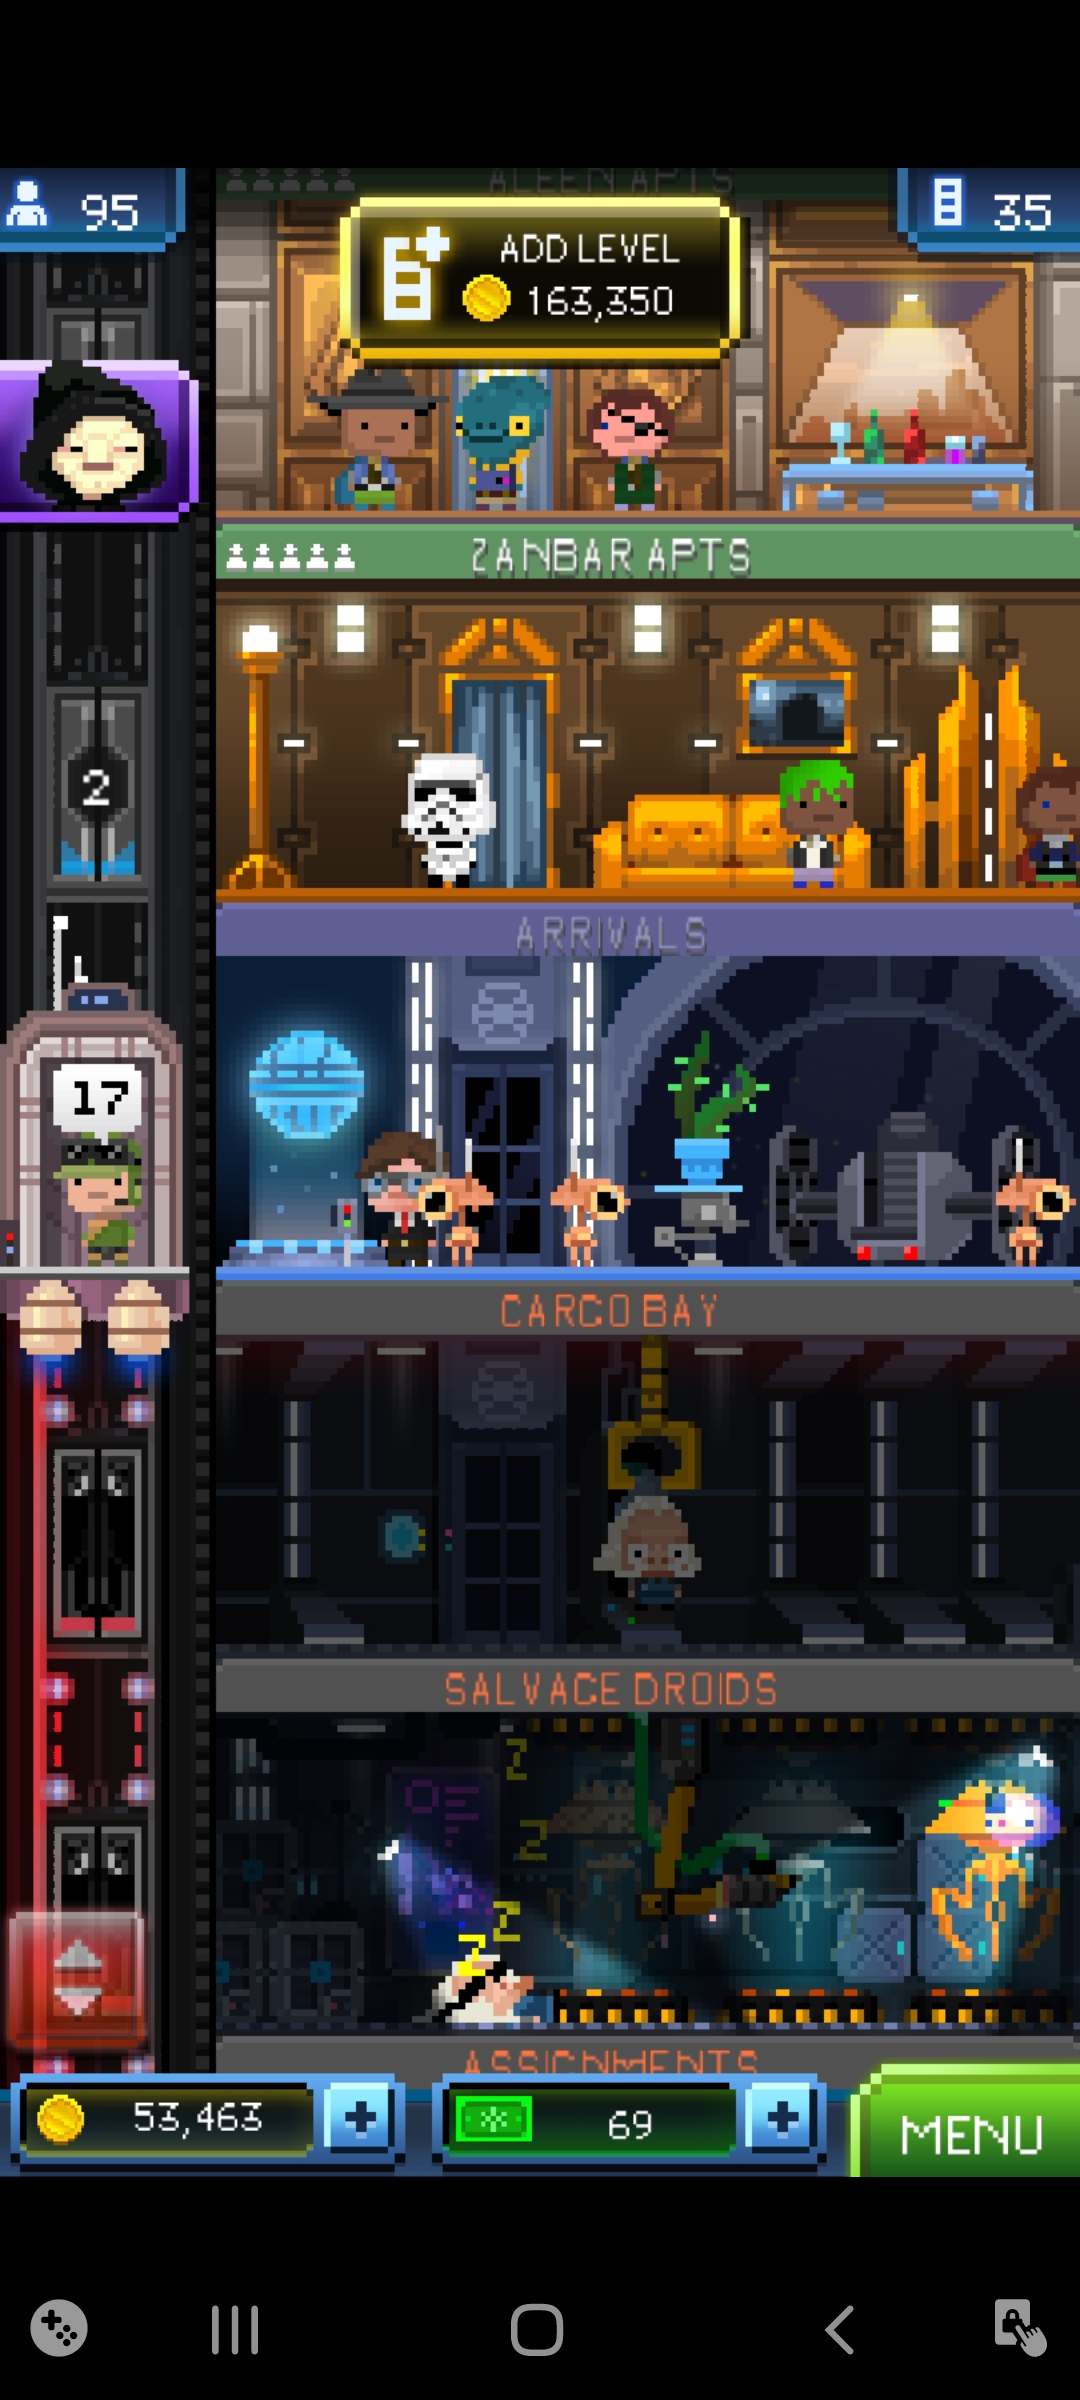 95
ALEEN APTS
35
ADD LEVEL
163,350
ZANBAR APTS
2
ARRIVALS
17
CARGO BAY
SALVAGE DROIDS
Z
Z
Z
Z
ASSIGNMENTS
53,463
69
MENU